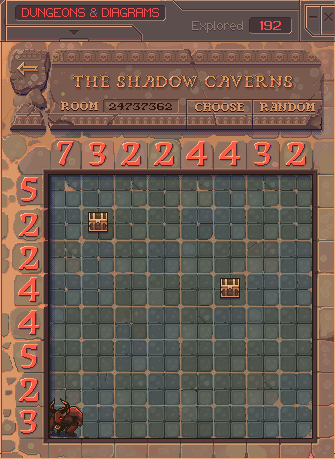 DUNGEONS & DIAGRAMS
Explored 192
THE SHADOW CAVERNS
ROOM 24737362 CHOOSE RANDOM
7 3 2 2 4 4 3 2
5
2
2
4
4
5
2
3